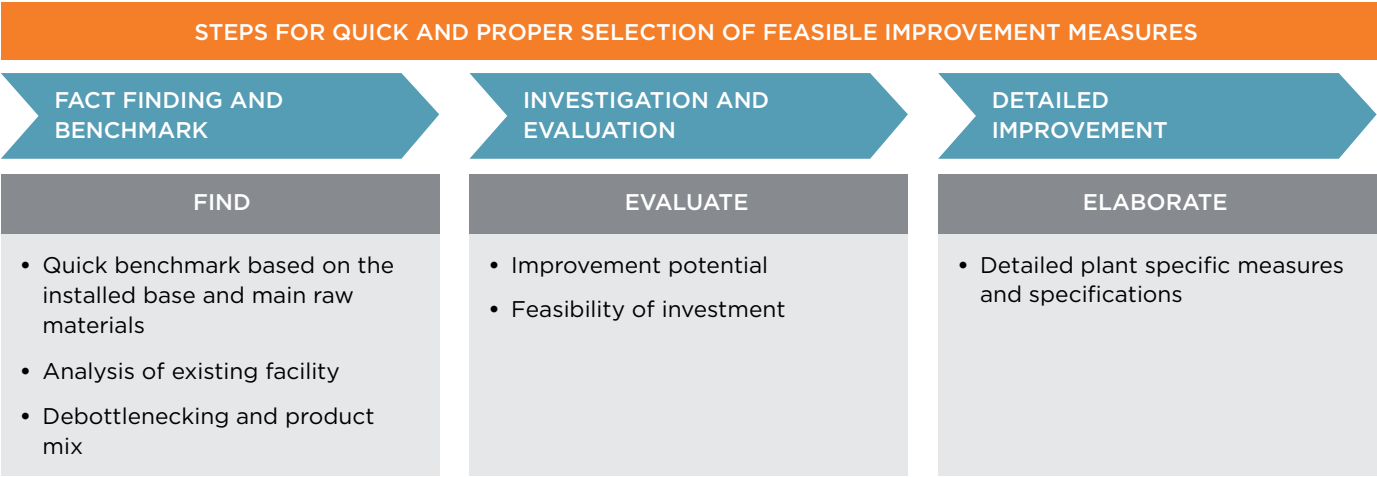 STEPS FOR QUICK AND PROPER SELECTION OF FEASIBLE IMPROVEMENT MEASURES
FACT FINDING AND
BENCHMARK
FIND
• Quick benchmark based on the
installed base and main raw
materials
• Analysis of existing facility
• Debottlenecking and product
mix
INVESTIGATION AND
EVALUATION
EVALUATE
• Improvement potential
• Feasibility of investment
DETAILED
IMPROVEMENT
ELABORATE
• Detailed plant specific measures
and specifications